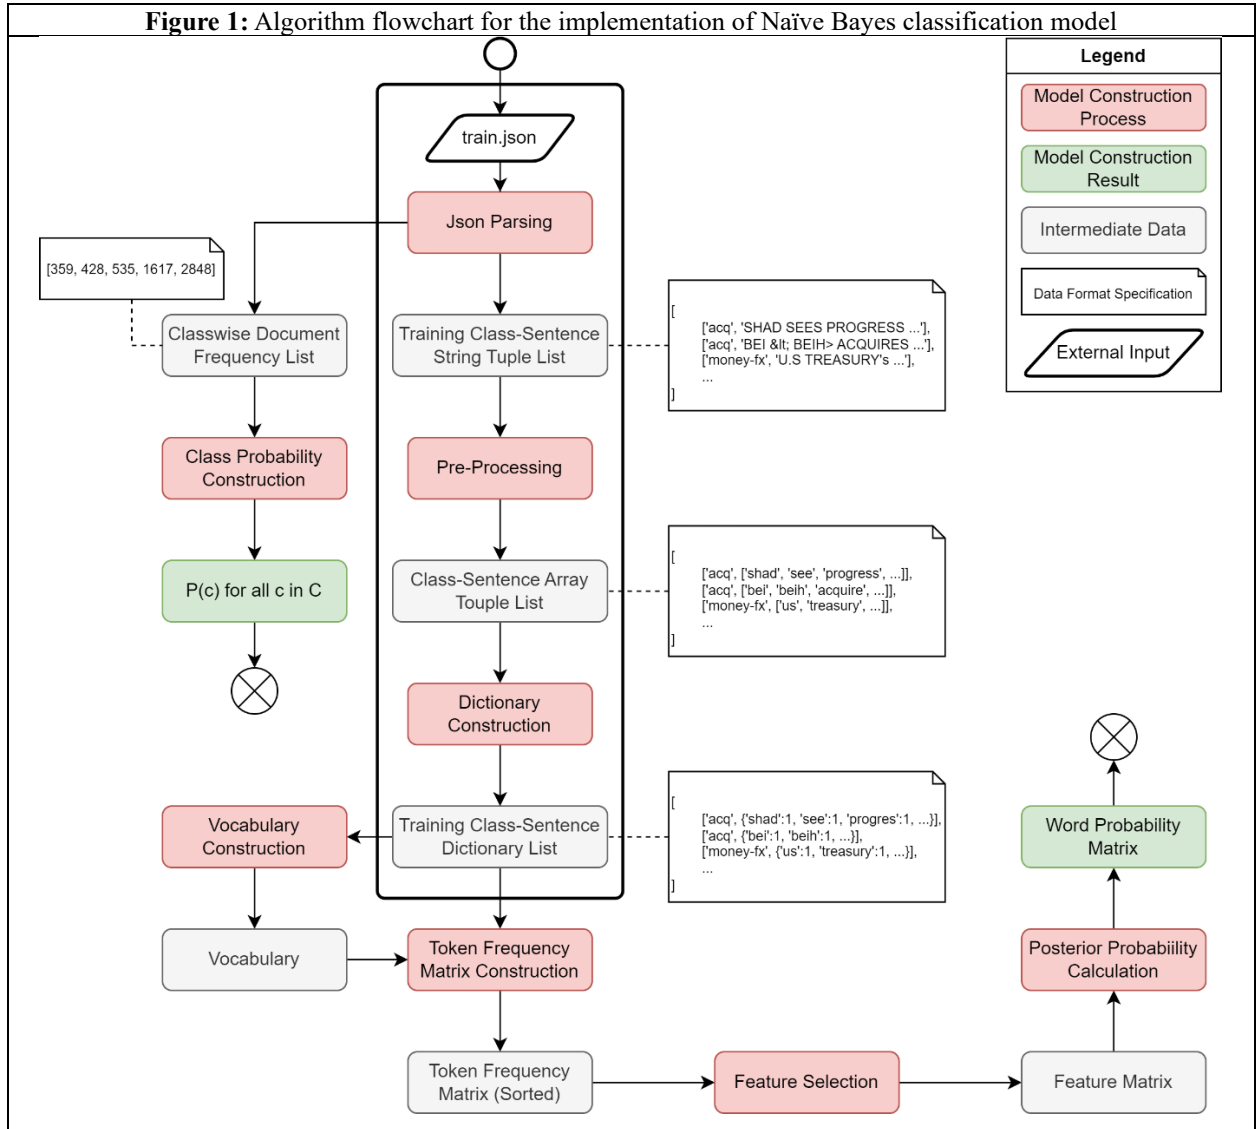 Figure 1: Algorithm flowchart for the implementation of Naïve Bayes classification model
Legend
Model Construction
Process
Model Construction
Result
Intermediate Data
Data Format Specification
External Input
train.json
Json Parsing
[359, 428, 535, 1617, 2848]
Classwise Document
Frequency List
Training Class-Sentence
String Tuple List
[
['acq', 'SHAD SEES PROGRESS ...'],
['acq', 'BEI &lt; BEIH> ACQUIRES ...'],
['money-fx', 'U.S TREASURY's ...'],
...
]
Class Probability
Construction
Pre-Processing
P(c) for all c in C
Class-Sentence Array
Touple List
[
['acq', ['shad', 'see', 'progress', ...]],
['acq', ['bei', 'beih', 'acquire', ...]],
['money-fx', ['us', 'treasury', ...]],
...
]
Dictionary
Construction
Vocabulary
Construction
Training Class-Sentence
Dictionary List
[
['acq', {'shad':1, 'see':1, 'progres':1, ...}],
['acq', {'bei':1, 'beih':1, ...}],
['money-fx', {'us':1, 'treasury':1, ...}],
...
]
Word Probability
Matrix
Vocabulary
Token Frequency
Matrix Construction
Posterior Probabiility
Calculation
Token Frequency
Matrix (Sorted)
Feature Selection
Feature Matrix